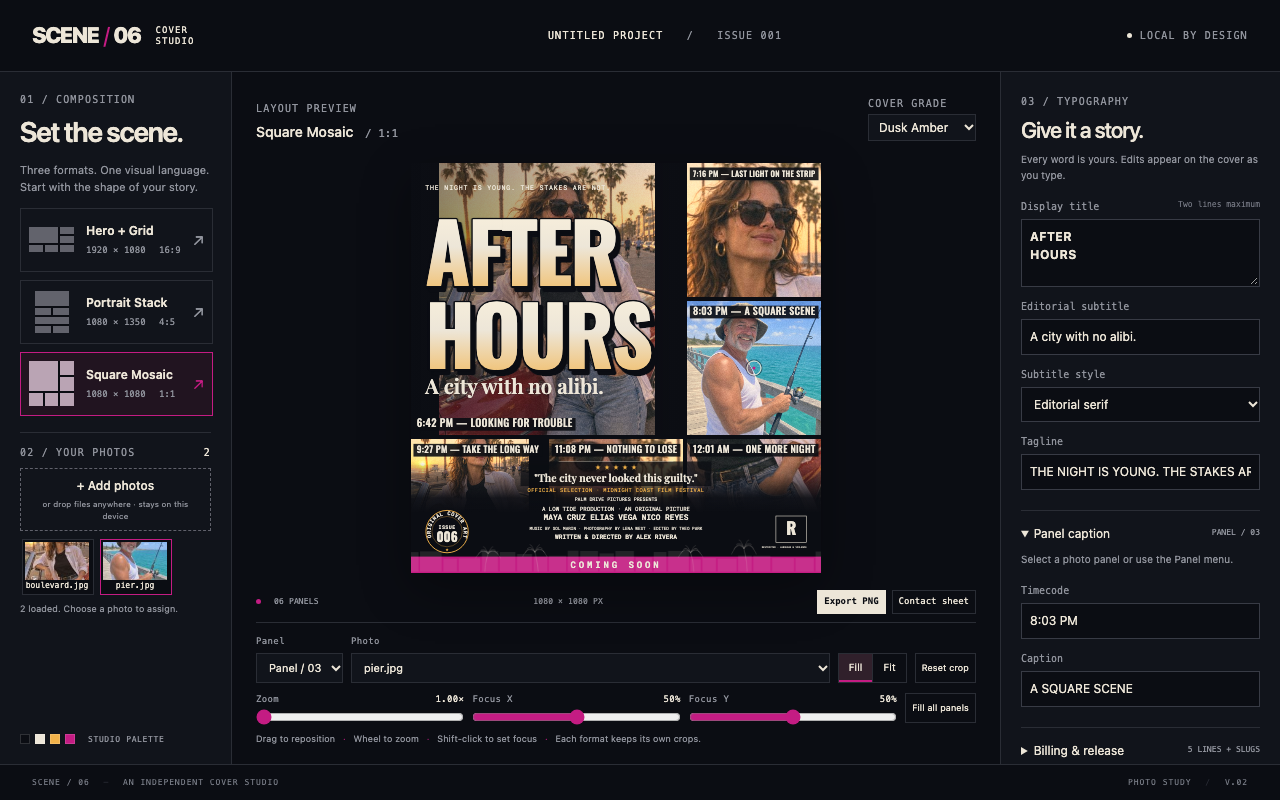 SCENE / 06
COVER
STUDIO
UNTITLED PROJECT / ISSUE 001
LOCAL BY DESIGN
01 / COMPOSITION
Set the scene.
Three formats. One visual language.
Start with the shape of your story.
Hero + Grid
1920 × 1080 16:9
Portrait Stack
1080 × 1350 4:5
Square Mosaic
1080 × 1080 1:1
02 / YOUR PHOTOS 2
+ Add photos
or drop files anywhere · stays on this
device
boulevard.jpg
pier.jpg
2 loaded. Choose a photo to assign.
STUDIO PALETTE
LAYOUT PREVIEW
Square Mosaic / 1:1
COVER GRADE
Dusk Amber
THE NIGHT IS YOUNG. THE STAKES ARE NOT.
AFTER
HOURS
A city with no alibi.
6:42 PM — LOOKING FOR TROUBLE
7:16 PM — LAST LIGHT ON THE STRIP
8:03 PM — A SQUARE SCENE
9:27 PM — TAKE THE LONG WAY
11:08 PM — NOTHING TO LOSE
12:01 AM — ONE MORE NIGHT
★ ★ ★ ★ ★
"The city never looked this guilty."
OFFICIAL SELECTION · MIDNIGHT COAST FILM FESTIVAL
PALM DRIVE PICTURES PRESENTS
A LOW TIDE PRODUCTION · AN ORIGINAL PICTURE
MAYA CRUZ ELIAS VEGA NICO REYES
MUSIC BY SOL MARIN · PHOTOGRAPHY BY LENA WEST · EDITED BY THEO PARK
WRITTEN & DIRECTED BY ALEX RIVERA
ORIGINAL COVER ART
ISSUE
006
R
COMING SOON
06 PANELS
1080 × 1080 PX
Export PNG
Contact sheet
Panel
Photo
Panel / 03
pier.jpg
Fill
Fit
Reset crop
Zoom 1.00×
Focus X 50%
Focus Y 50%
Fill all panels
Drag to reposition · Wheel to zoom · Shift-click to set focus · Each format keeps its own crops.
03 / TYPOGRAPHY
Give it a story.
Every word is yours. Edits appear on the cover as
you type.
Display title Two lines maximum
AFTER
HOURS
Editorial subtitle
A city with no alibi.
Subtitle style
Editorial serif
Tagline
THE NIGHT IS YOUNG. THE STAKES AR
Panel caption PANEL / 03
Select a photo panel or use the Panel menu.
Timecode
8:03 PM
Caption
A SQUARE SCENE
Billing & release 5 LINES + SLUGS
SCENE / 06 — AN INDEPENDENT COVER STUDIO
PHOTO STUDY / V.02